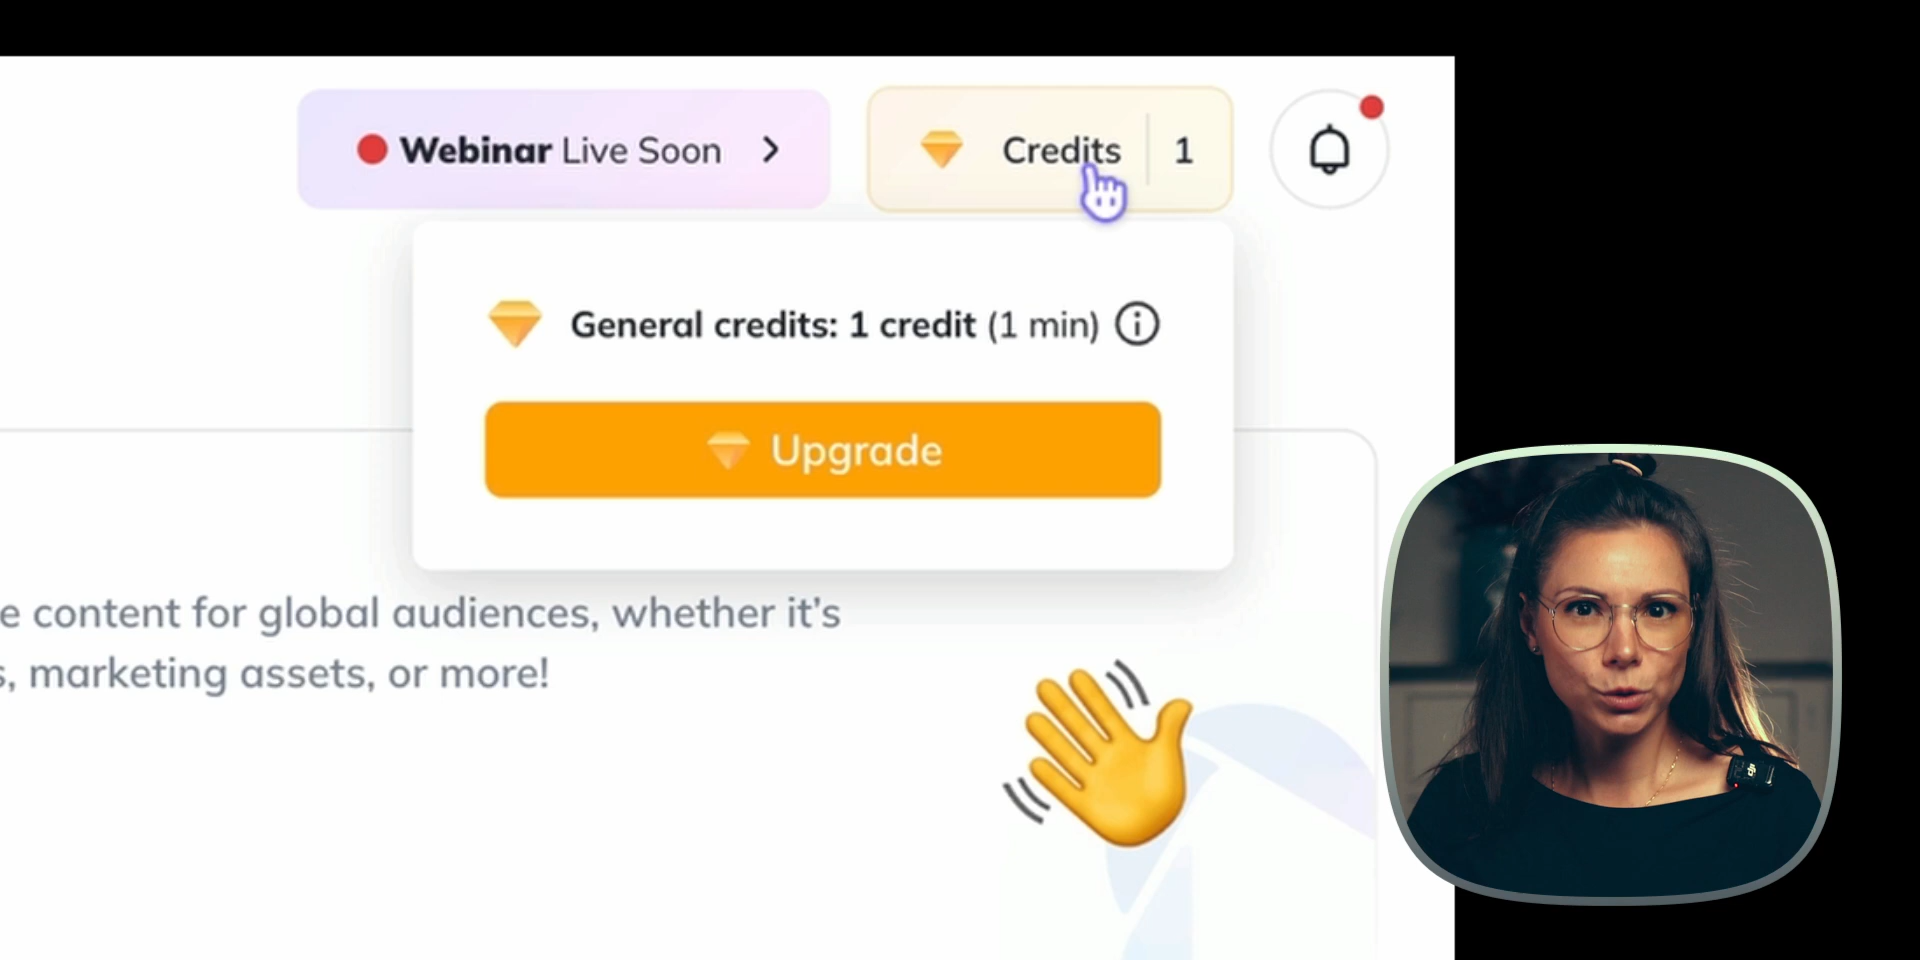 Webinar Live Soon
Credits 1
General credits: 1 credit (1 min)
Upgrade
e content for global audiences, whether it's
s, marketing assets, or more!
dji